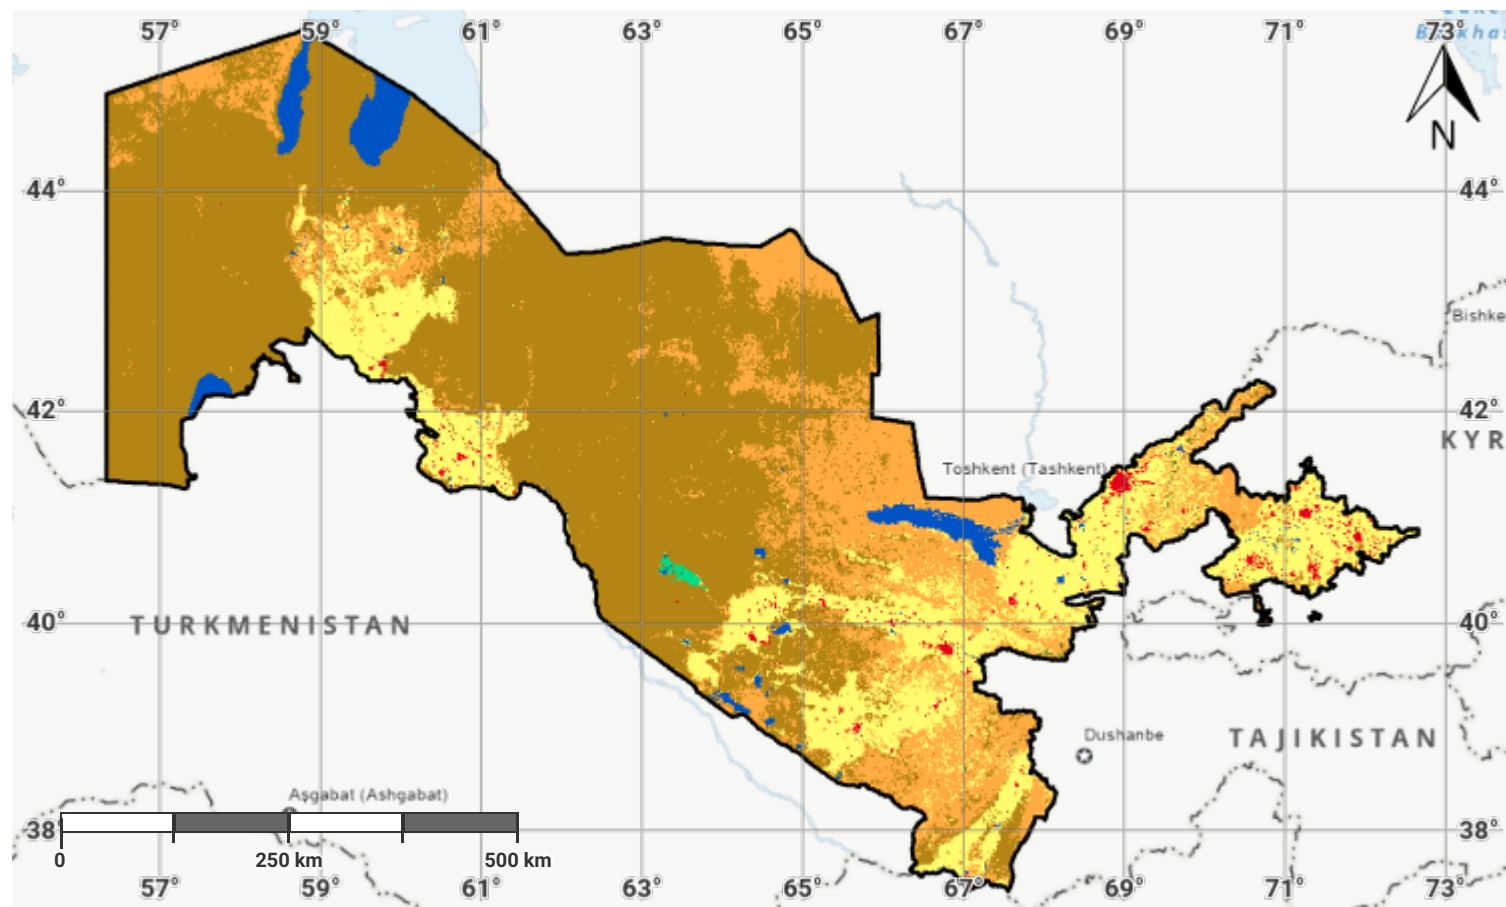 57° 59° 61° 63° 65° 67° 69° 71° 73°
N
44° 44°
Bishke
42° 42°
KYR
Toshkent (Tashkent)
40° 40°
TURKMENISTAN
Dushanbe
TAJIKISTAN
Aşgabat (Ashgabat)
38° 38°
0 250 km 500 km
57° 59° 61° 63° 65° 67° 69° 71° 73°